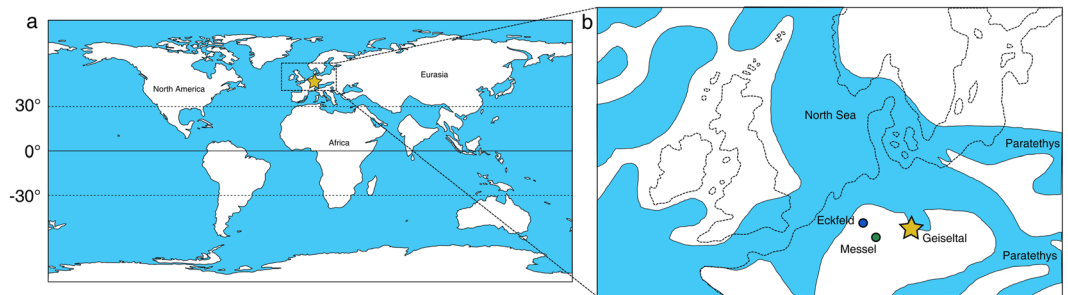 a
North America
Eurasia
30°
Africa
0°
-30°
b
North Sea
Paratethys
Eckfeld
Geiseltal
Messel
Paratethys